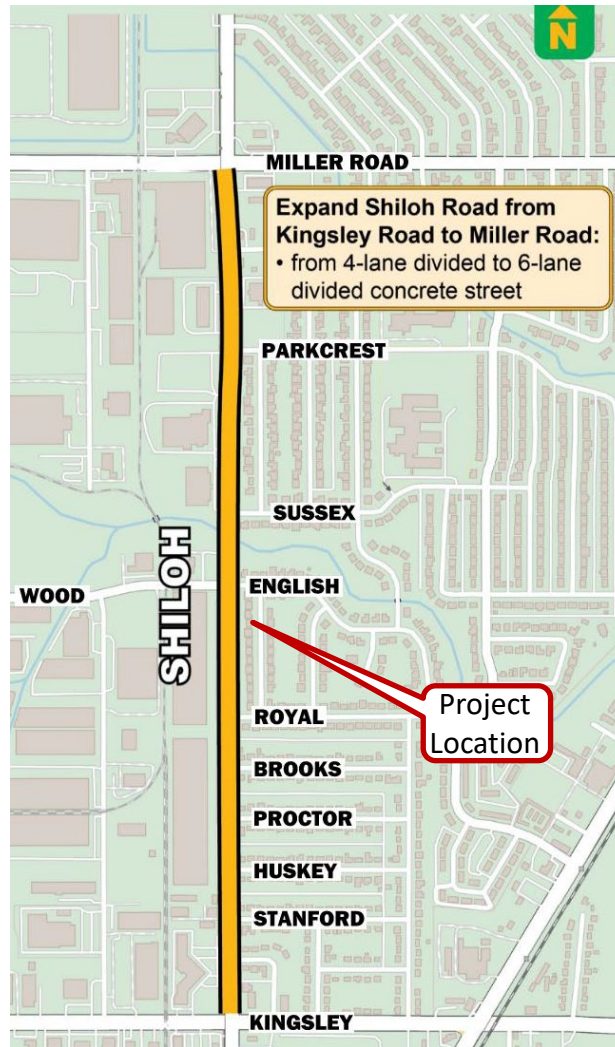 N
MILLER ROAD
Expand Shiloh Road from
Kingsley Road to Miller Road:
• from 4-lane divided to 6-lane
divided concrete street
PARKCREST
SUSSEX
SHILOH
WOOD
ENGLISH
Project
Location
ROYAL
BROOKS
PROCTOR
HUSKEY
STANFORD
KINGSLEY